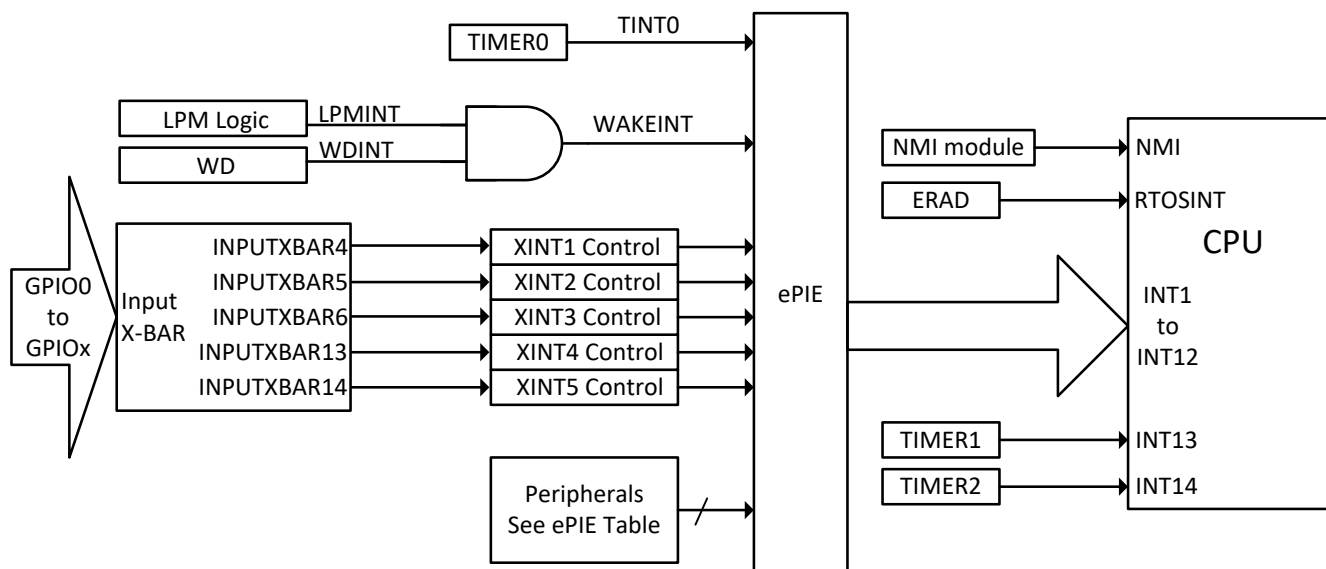 TIMER0
TINT0
LPM Logic
LPMINT
WD
WDINT
WAKEINT
GPIO0
to
GPIOx
Input
X-BAR
INPUTXBAR4
INPUTXBAR5
INPUTXBAR6
INPUTXBAR13
INPUTXBAR14
XINT1 Control
XINT2 Control
XINT3 Control
XINT4 Control
XINT5 Control
Peripherals
See ePIE Table
ePIE
NMI module
ERAD
TIMER1
TIMER2
NMI
RTOSINT
CPU
INT1
to
INT12
INT13
INT14